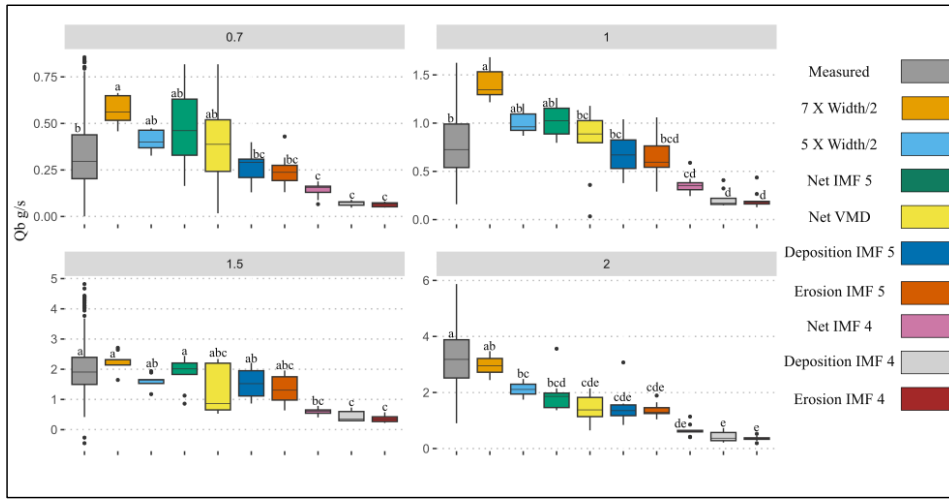 0.7
1
Qb g/s
0.75
0.50
0.25
0.00
b
a
ab
ab
ab
bc
bc
c
c
c
1.5
1.0
0.5
0.0
b
a
ab
ab
bc
bc
bcd
cd
d
d
1.5
2
5
4
3
2
1
0
a
a
ab
a
abc
ab
abc
bc
c
c
6
4
2
0
a
ab
bc
bcd
cde
cde
cde
de
e
e
Measured
7 X Width/2
5 X Width/2
Net IMF 5
Net VMD
Deposition IMF 5
Erosion IMF 5
Net IMF 4
Deposition IMF 4
Erosion IMF 4